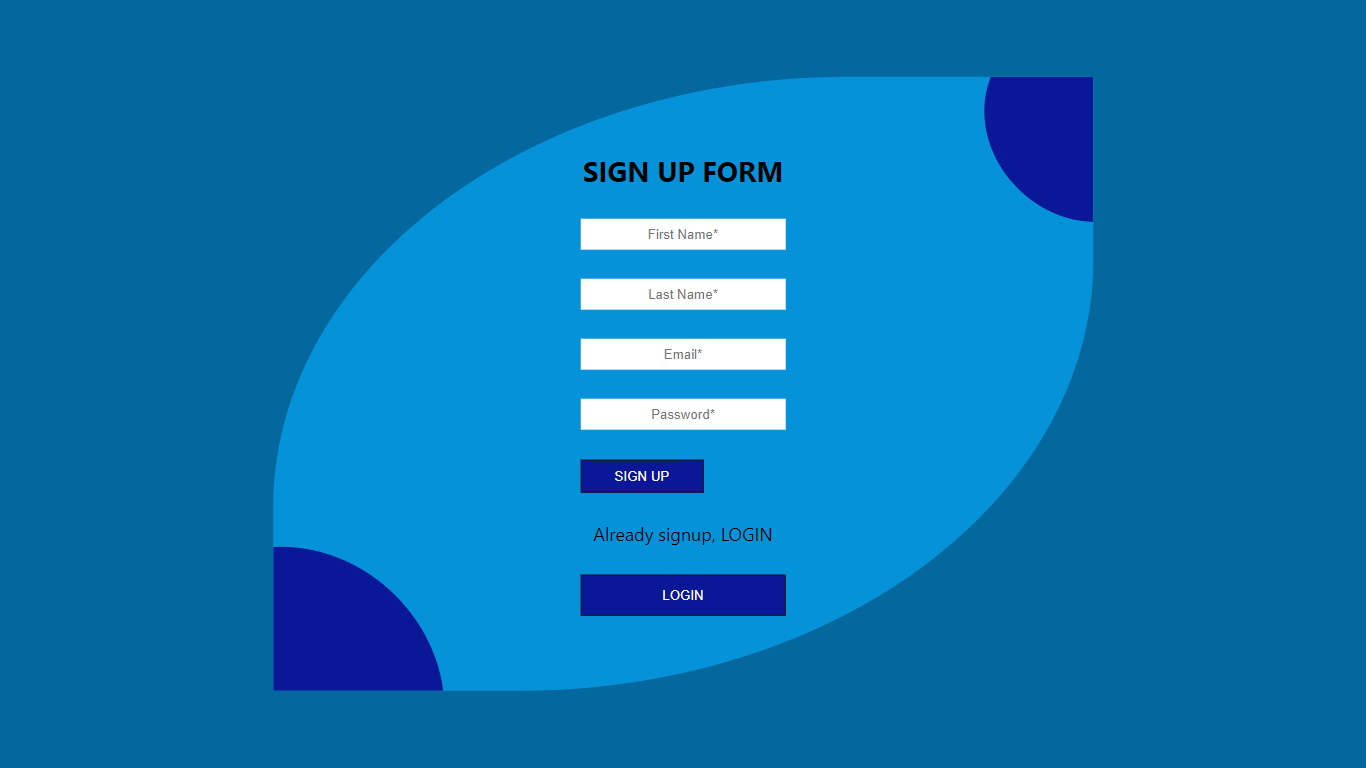 SIGN UP FORM
First Name*
Last Name*
Email*
Password*
SIGN UP
Already signup, LOGIN
LOGIN